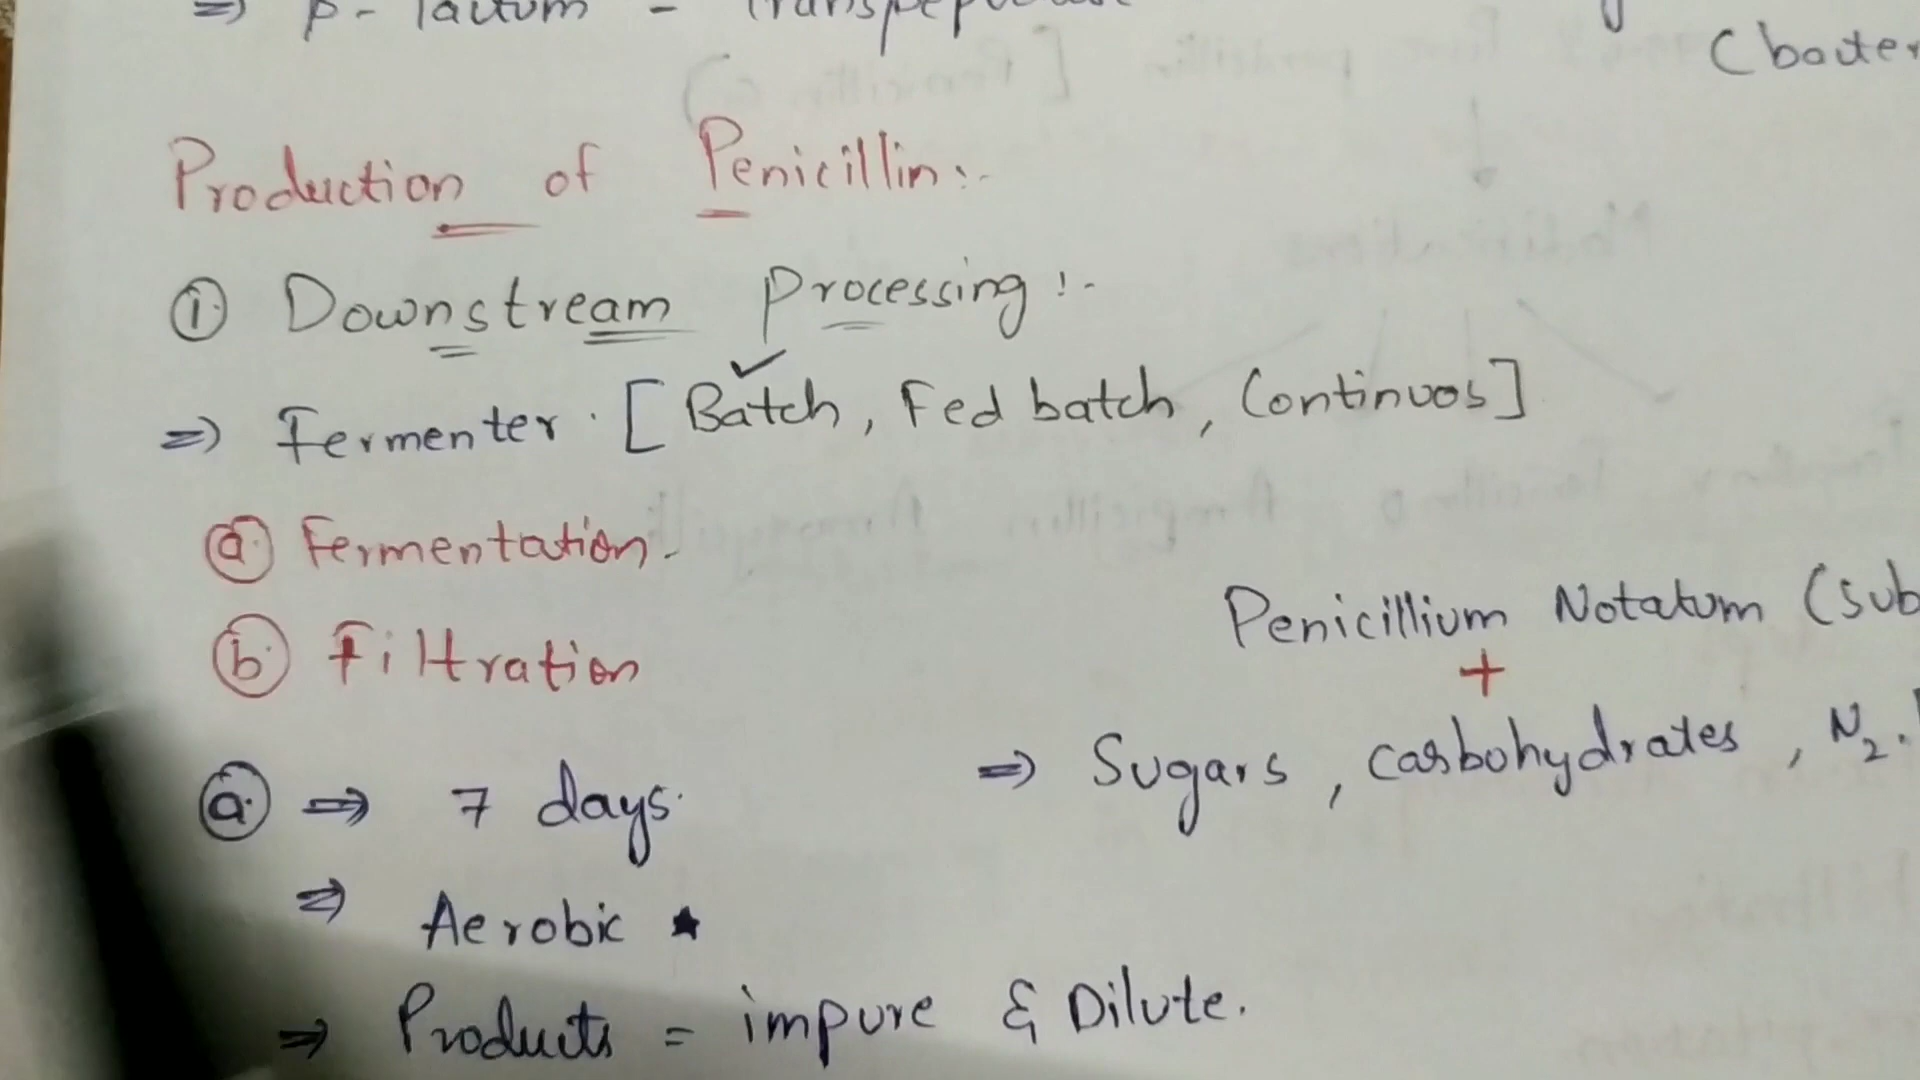 ⇒ β- lactum -
Production of Penicillin:-
① Downstream Processing :-
⇒ Fermenter. [Batch, Fed batch, Continuos]
ⓐ Fermentation.
ⓑ Filtration
Penicillium Notatum (Sub
+
⇒ Sugars, carbohydrates, N₂.
ⓐ ⇒ 7 days.
⇒ Aerobic ★
⇒ Products = impure & Dilute.